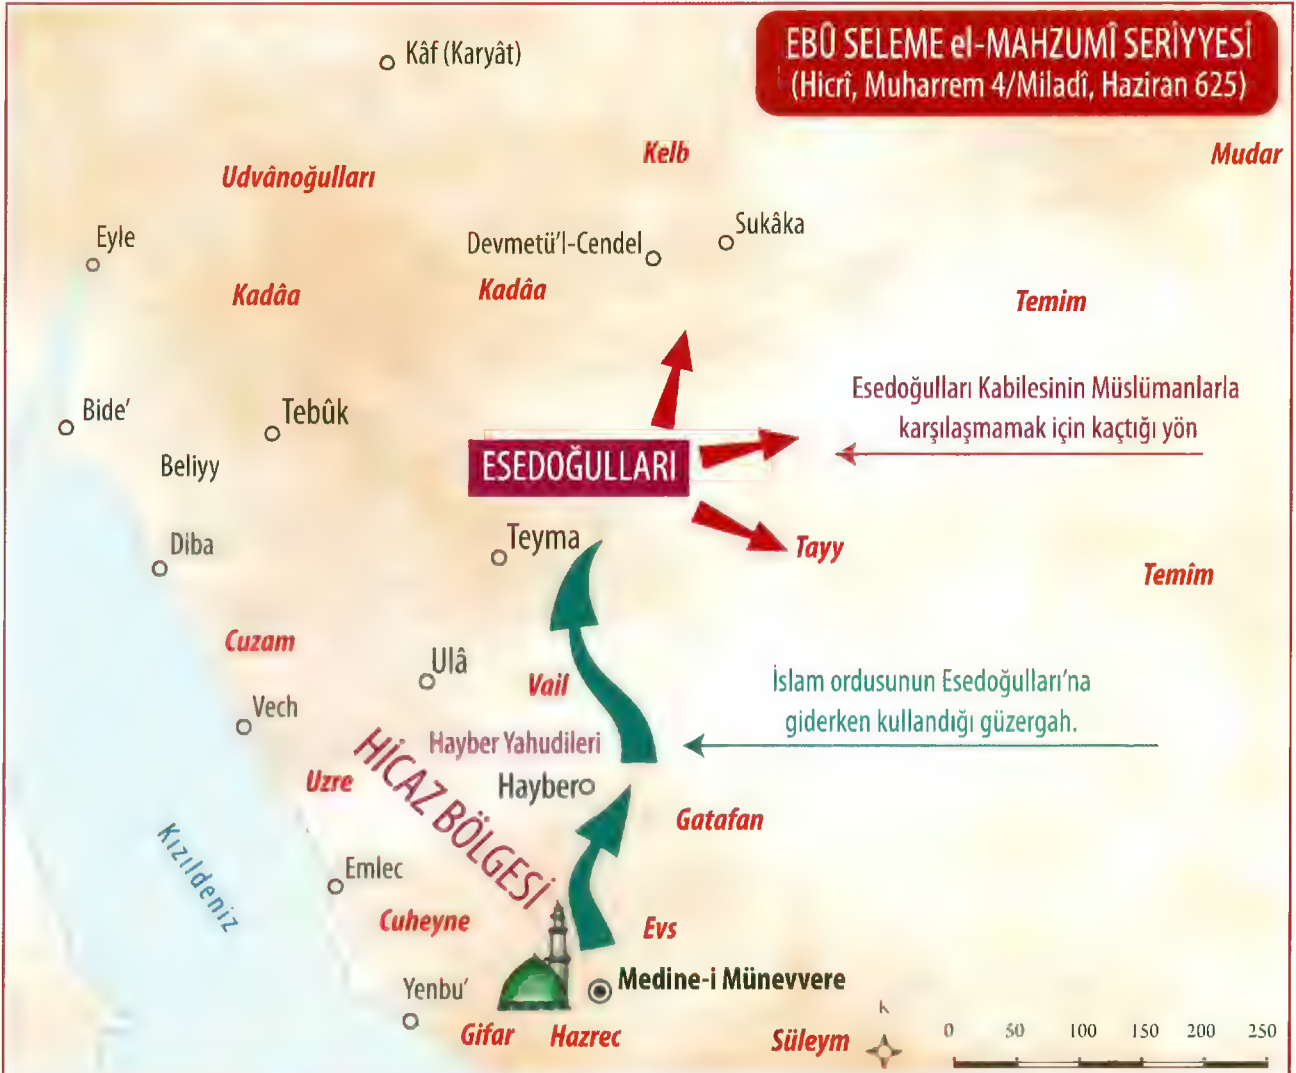 EBÛ SELEME el-MAHZUMÎ SERİYYESİ
(Hicrî, Muharrem 4/Miladî, Haziran 625)
Kâf (Karyât)
Kelb
Mudar
Udvânoğulları
Sukâka
Eyle
Devmetü'l-Cendel
Kadâa
Kadâa
Temim
Esedoğulları Kabilesinin Müslümanlarla
karşılaşmamak için kaçtığı yön
Bide'
Tebûk
Beliyy
ESEDOĞULLARI
Diba
Teyma
Tayy
Temîm
Cuzam
Ulâ
Vail
İslam ordusunun Esedoğulları'na
giderken kullandığı güzergah.
Vech
Hayber Yahudileri
HİCAZ BÖLGESİ
Uzre
Hayber
Gatafan
Kızıldeniz
Emlec
Cuheyne
Evs
Medine-i Münevvere
Yenbu'
Gifar
Hazrec
Süleym
0 50 100 150 200 250